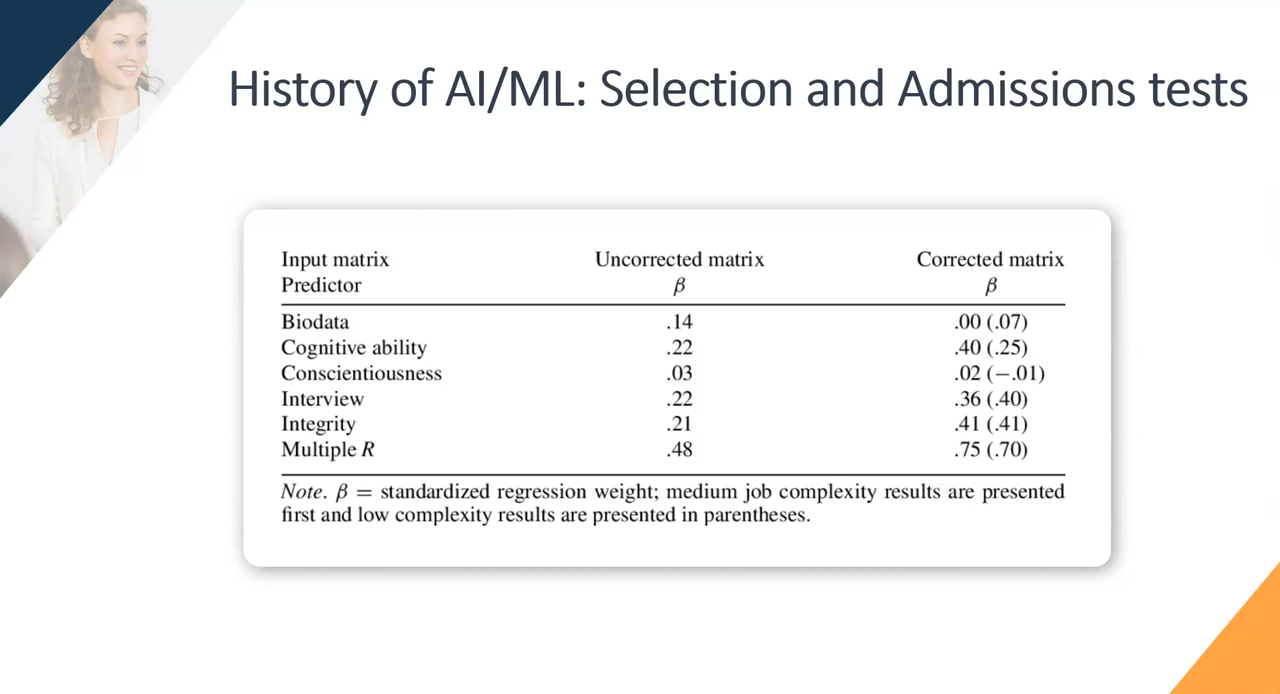 History of AI/ML: Selection and Admissions tests
Input matrix Uncorrected matrix Corrected matrix
Predictor β β
Biodata .14 .00 (.07)
Cognitive ability .22 .40 (.25)
Conscientiousness .03 .02 (−.01)
Interview .22 .36 (.40)
Integrity .21 .41 (.41)
Multiple R .48 .75 (.70)
Note. β = standardized regression weight; medium job complexity results are presented
first and low complexity results are presented in parentheses.